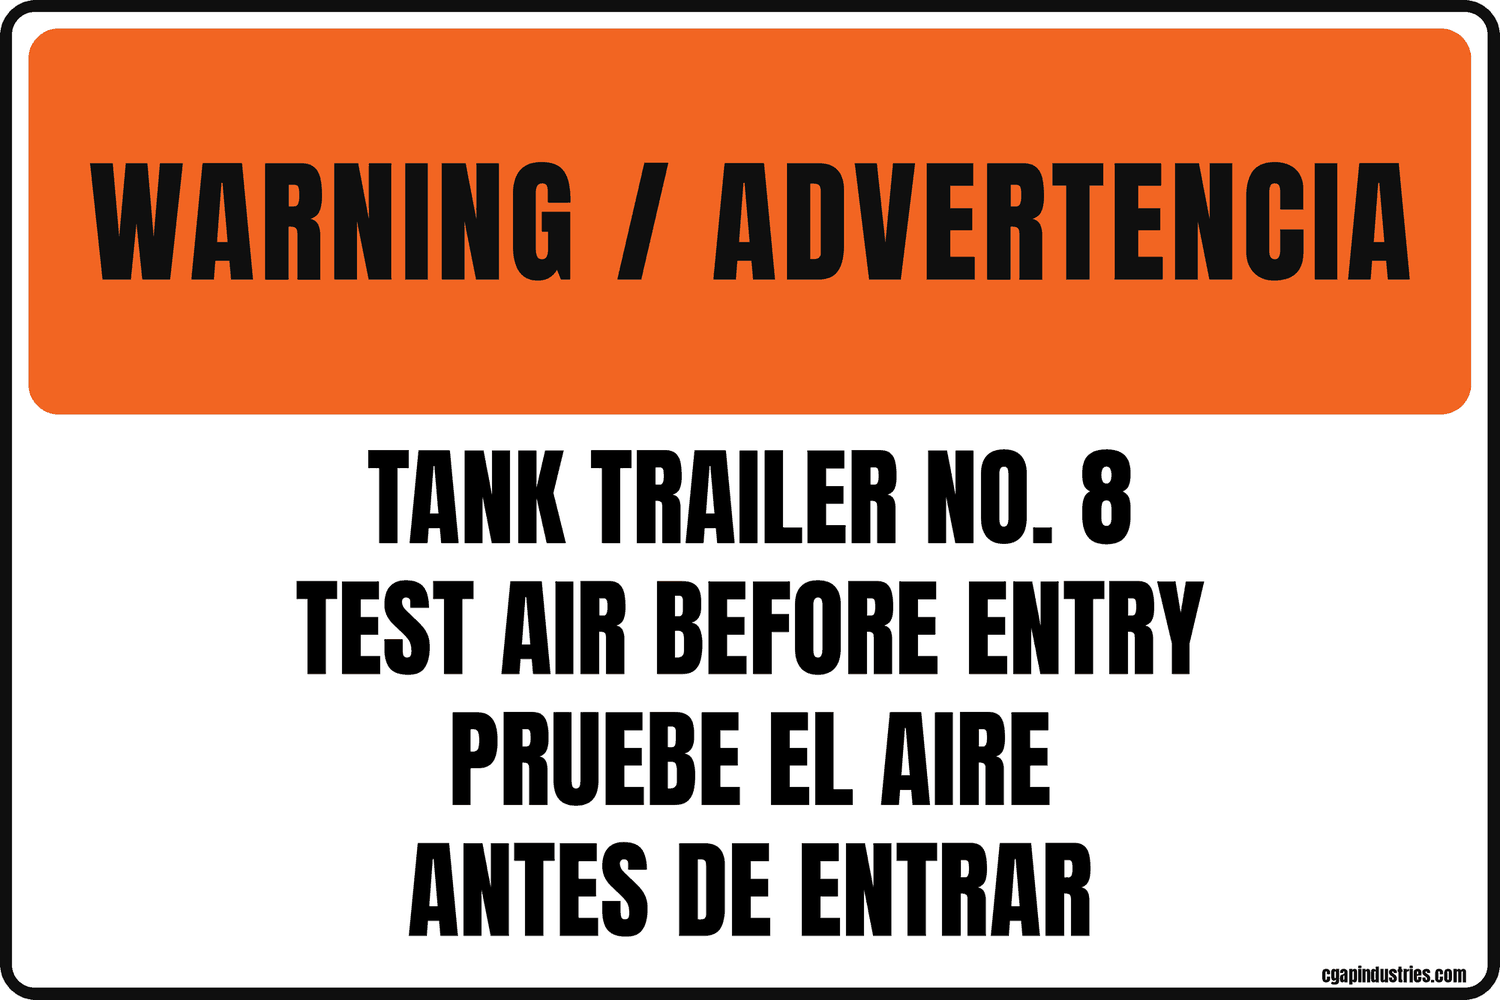 WARNING / ADVERTENCIA
TANK TRAILER NO. 8
TEST AIR BEFORE ENTRY
PRUEBE EL AIRE
ANTES DE ENTRAR
cgapindustries.com